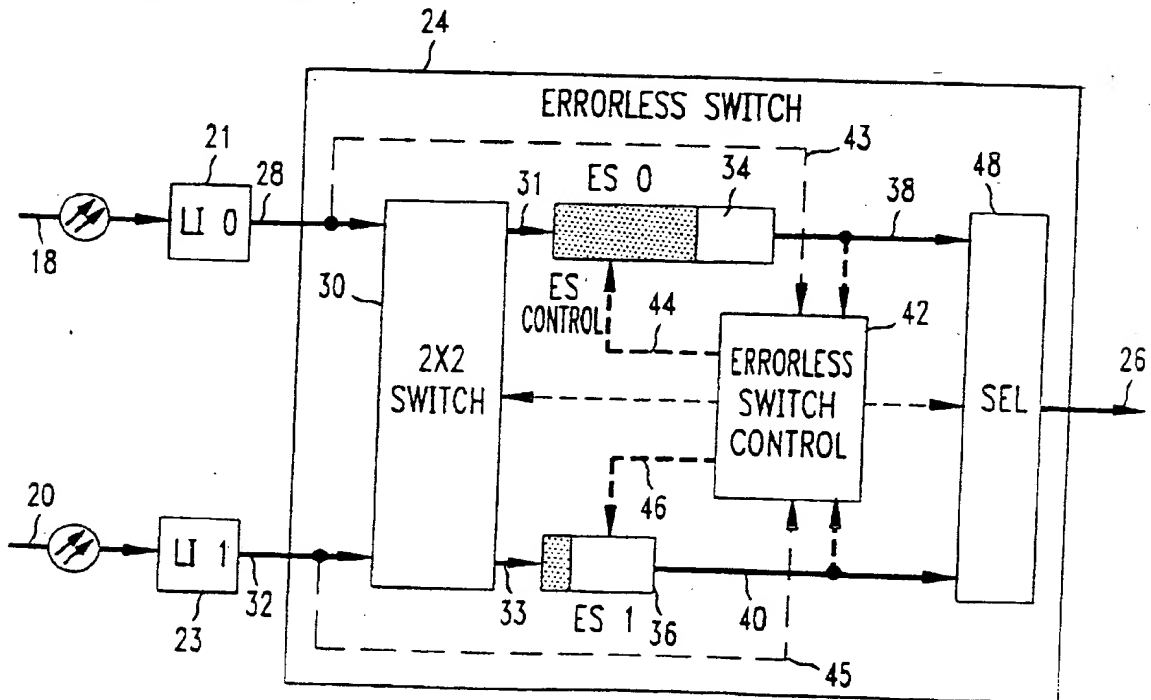 24
ERRORLESS SWITCH
43
21
28
31
ES 0
34
38
48
LI 0
18
30
ES
CONTROL
44
42
2X2
SWITCH
ERRORLESS
SWITCH
CONTROL
SEL
26
46
20
LI 1
32
33
ES 1
36
40
23
45